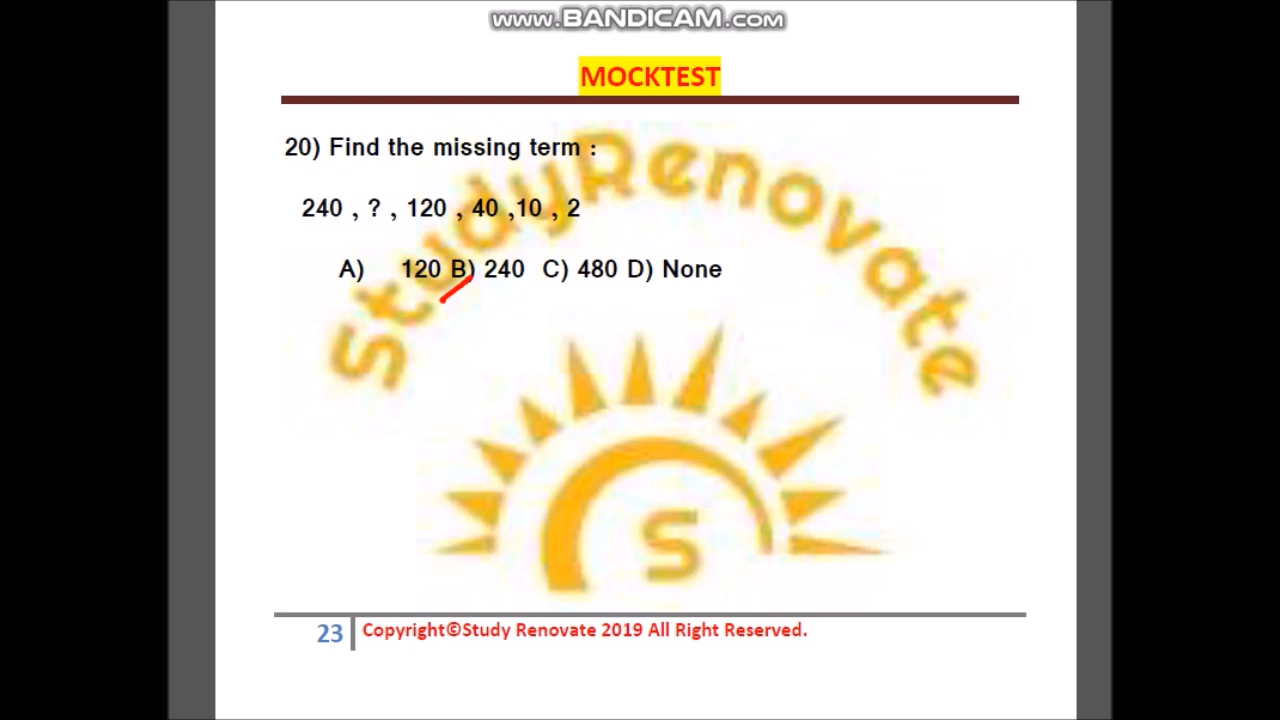 www.BANDICAM.com
MOCKTEST
20) Find the missing term :
240 , ? , 120 , 40 ,10 , 2
A) 120 B) 240 C) 480 D) None
StudyRenovate
S
23 Copyright©Study Renovate 2019 All Right Reserved.